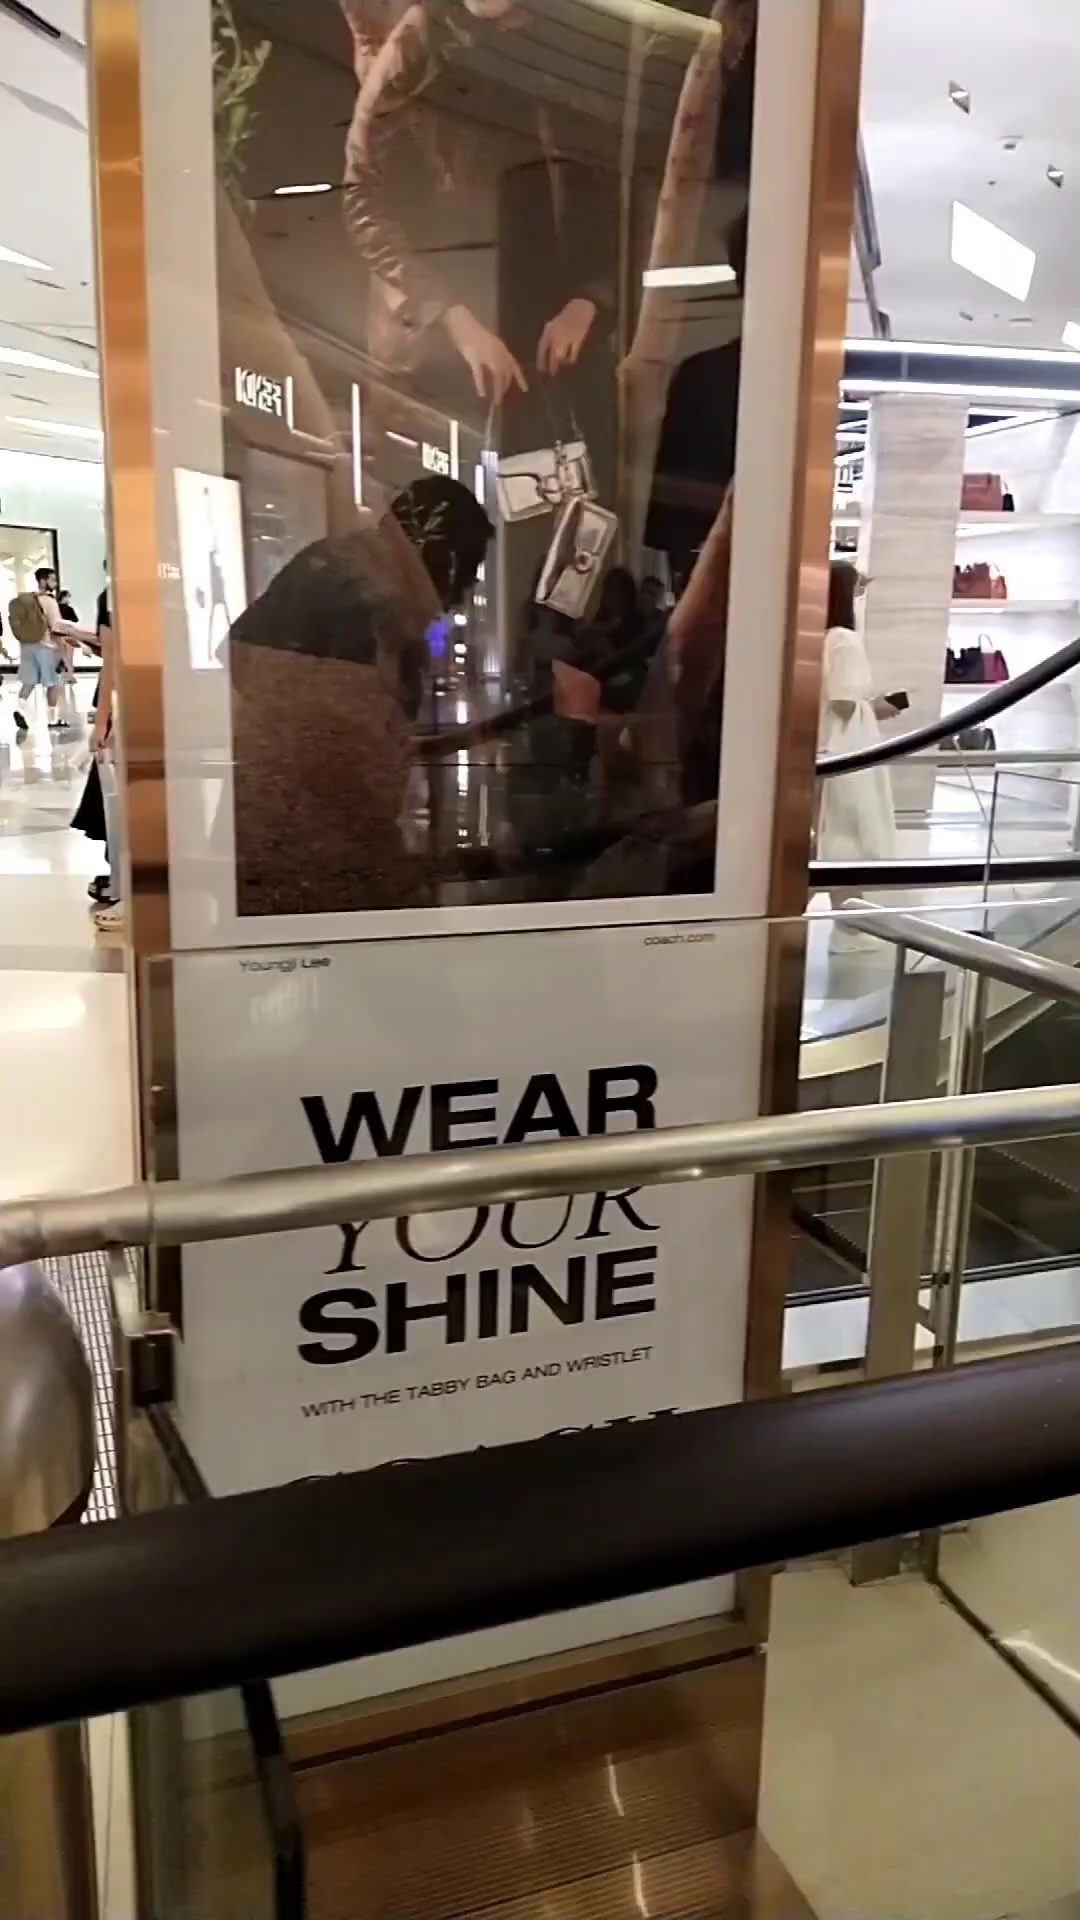 Youngji Lee
coach.com
WEAR
YOUR
SHINE
WITH THE TABBY BAG AND WRISTLET